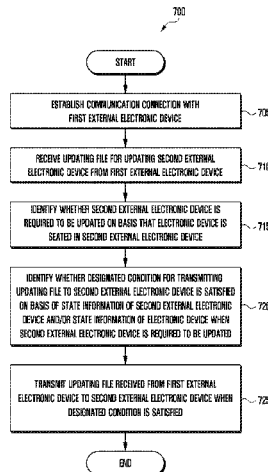 700
START
ESTABLISH COMMUNICATION CONNECTION WITH
FIRST EXTERNAL ELECTRONIC DEVICE
705
RECEIVE UPDATING FILE FOR UPDATING SECOND EXTERNAL
ELECTRONIC DEVICE FROM FIRST EXTERNAL ELECTRONIC DEVICE
710
IDENTIFY WHETHER SECOND EXTERNAL ELECTRONIC DEVICE IS
REQUIRED TO BE UPDATED ON BASIS THAT ELECTRONIC DEVICE IS
SEATED IN SECOND EXTERNAL ELECTRONIC DEVICE
715
IDENTIFY WHETHER DESIGNATED CONDITION FOR TRANSMITTING
UPDATING FILE TO SECOND EXTERNAL ELECTRONIC DEVICE IS SATISFIED
ON BASIS OF STATE INFORMATION OF SECOND EXTERNAL ELECTRONIC
DEVICE AND/OR STATE INFORMATION OF ELECTRONIC DEVICE WHEN
SECOND EXTERNAL ELECTRONIC DEVICE IS REQUIRED TO BE UPDATED
720
TRANSMIT UPDATING FILE RECEIVED FROM FIRST EXTERNAL
ELECTRONIC DEVICE TO SECOND EXTERNAL ELECTRONIC DEVICE WHEN
DESIGNATED CONDITION IS SATISFIED
725
END